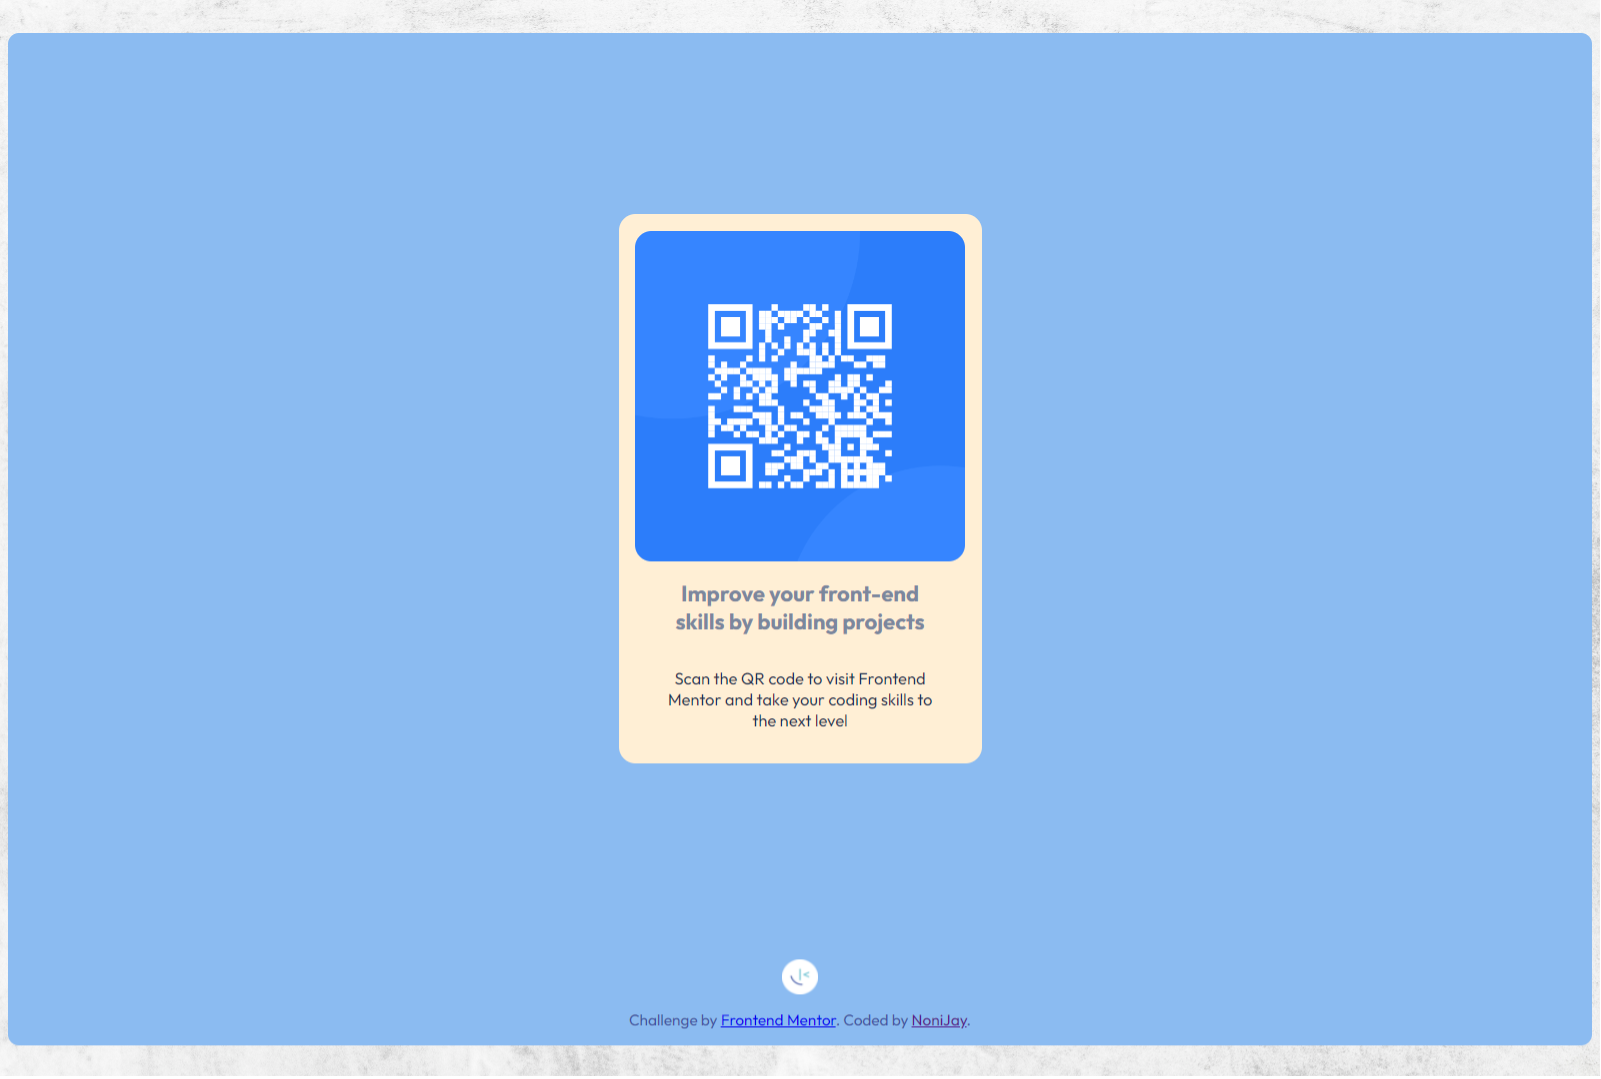 Improve your front-end
skills by building projects
Scan the QR code to visit Frontend
Mentor and take your coding skills to
the next level
Challenge by Frontend Mentor. Coded by NoniJay.